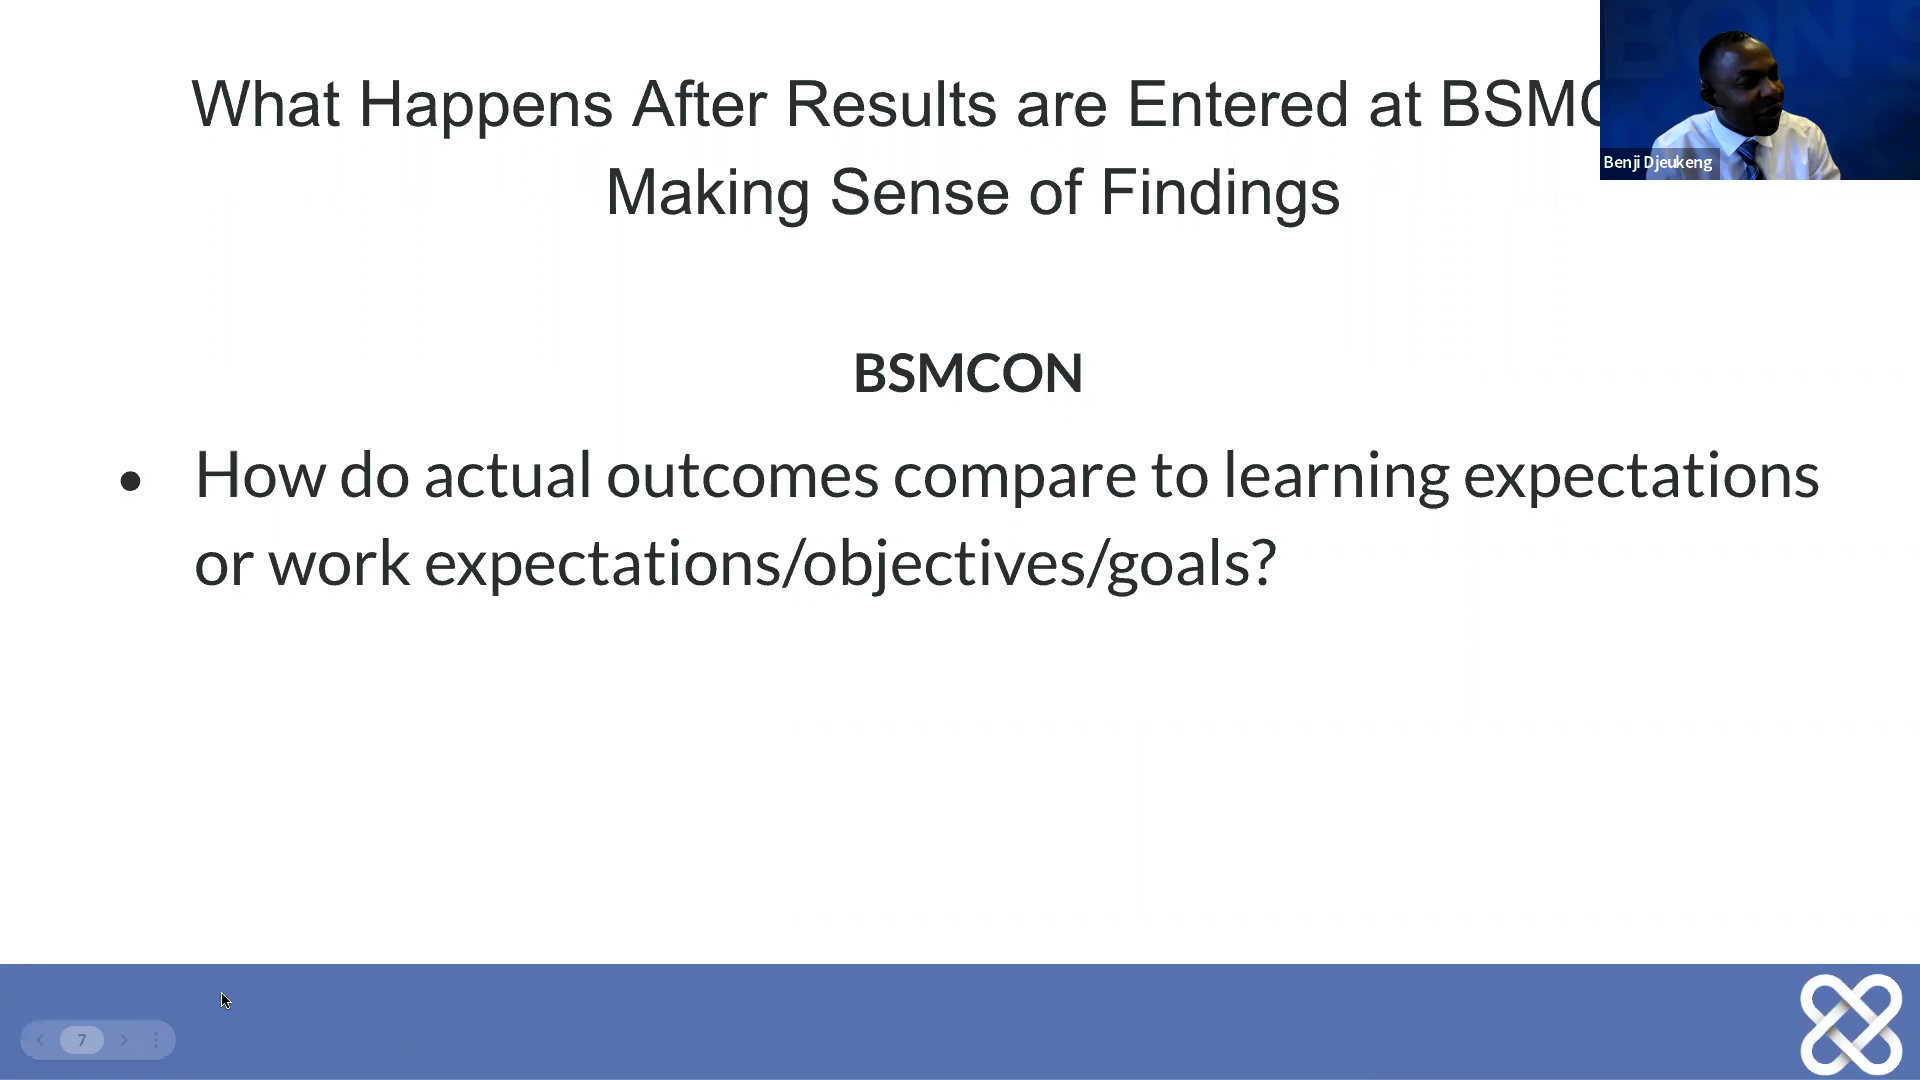 What Happens After Results are Entered at BSMC
Making Sense of Findings
Benji Djeukeng
BSMCON
• How do actual outcomes compare to learning expectations
or work expectations/objectives/goals?
7